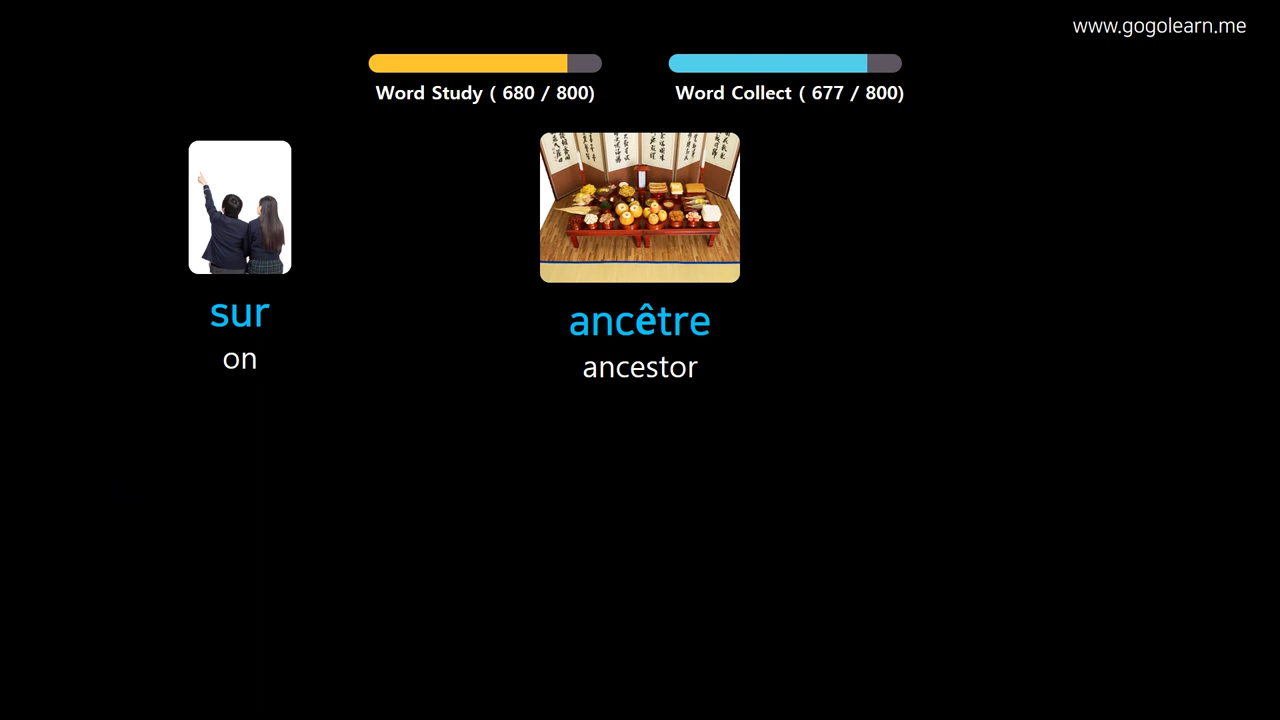 www.gogolearn.me
Word Study ( 680 / 800)
Word Collect ( 677 / 800)
sur
on
ancêtre
ancestor